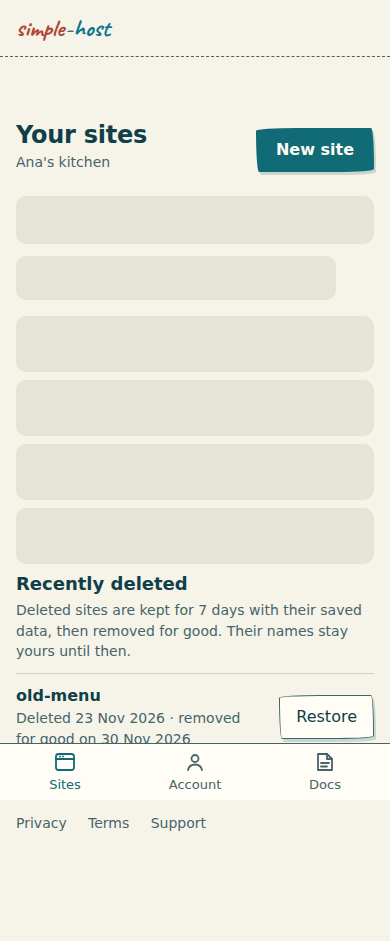 simple-host
Your sites
Ana's kitchen
New site
Recently deleted
Deleted sites are kept for 7 days with their saved
data, then removed for good. Their names stay
yours until then.
old-menu
Deleted 23 Nov 2026 · removed
for good on 30 Nov 2026
Restore
Sites
Account
Docs
Privacy
Terms
Support